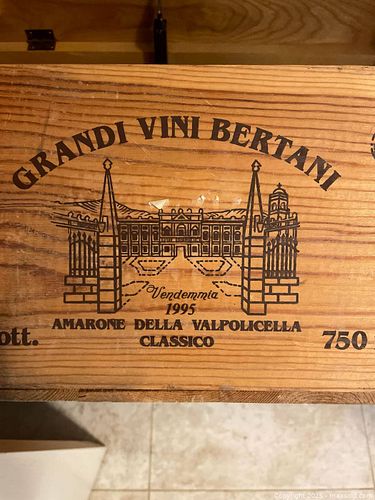 GRANDI VINI BERTANI
Vendemmia
1995
AMARONE DELLA VALPOLICELLA
CLASSICO
ott.
750